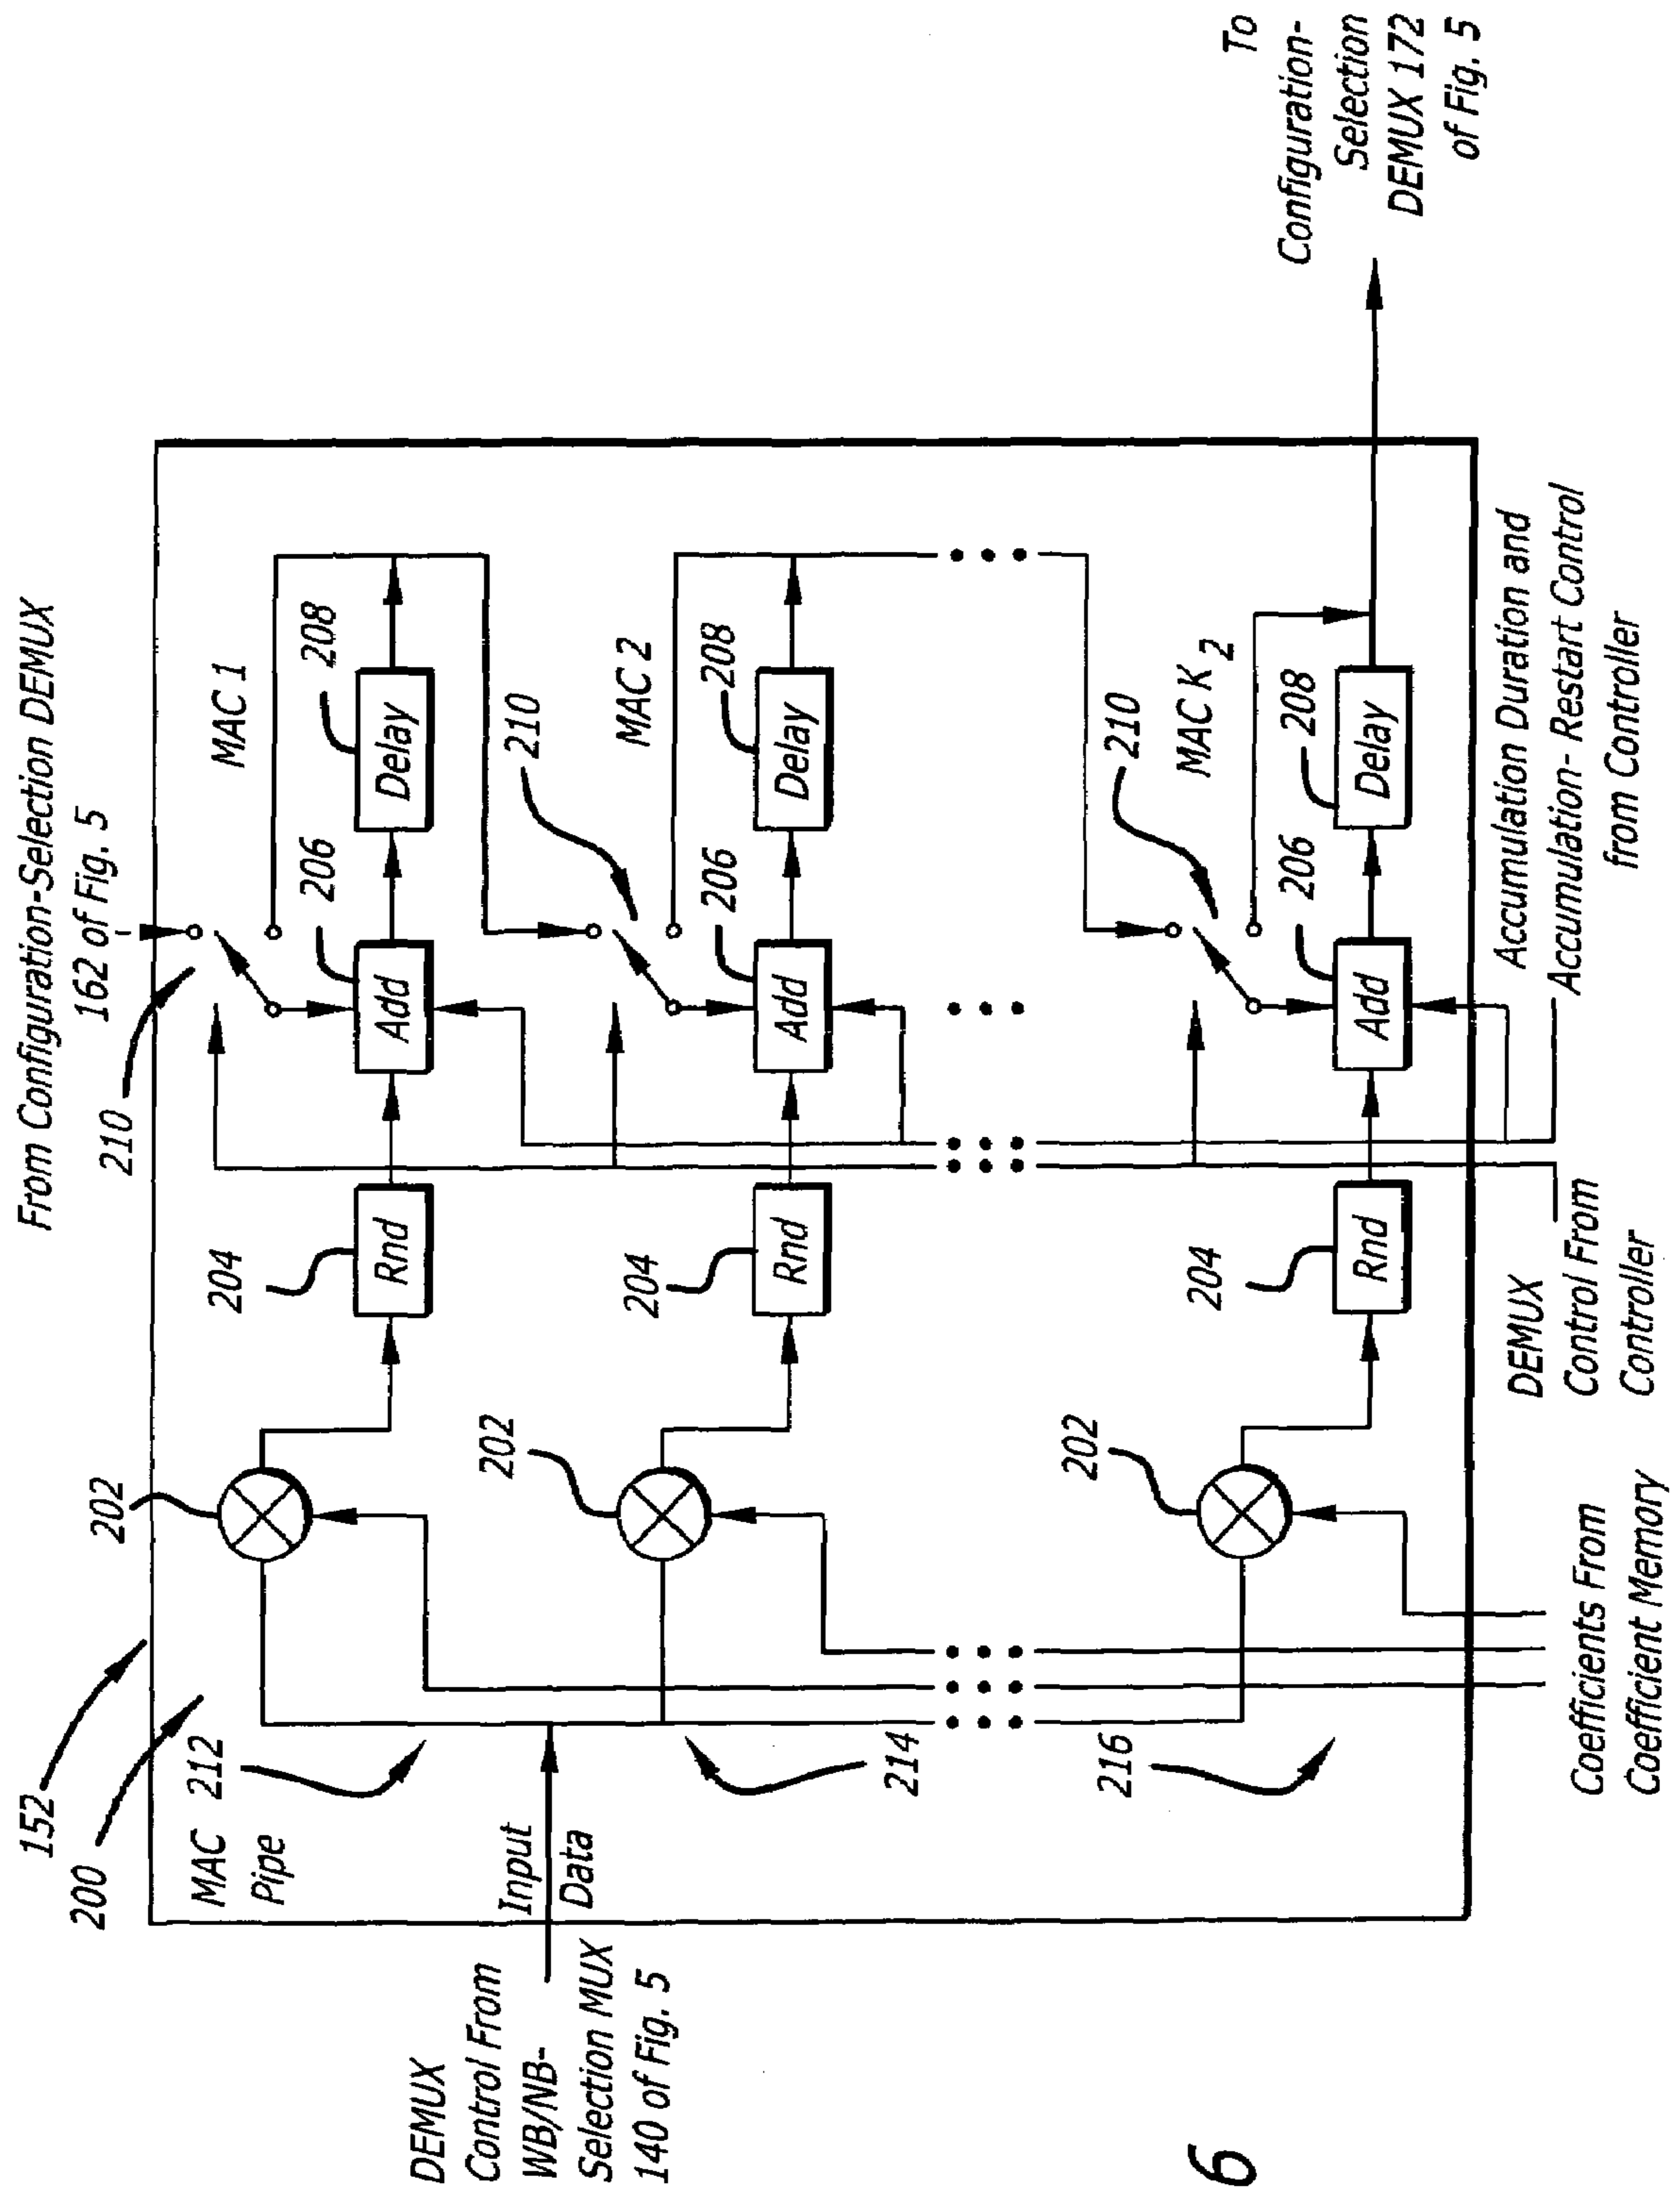 From Configuration-Selection DEMUX
162 of Fig. 5
152
200
202
204
210
206
208
MAC 1
MAC
Pipe
212
Rnd
Add
Delay
DEMUX
Control From
WB/NB-
Selection MUX
140 of Fig. 5
Input
Data
202
204
210
206
208
MAC 2
Rnd
Add
Delay
214
216
202
204
210
206
208
MAC K 2
Rnd
Add
Delay
To
Configuration-
Selection
DEMUX 172
of Fig. 5
Coefficients From
Coefficient Memory
DEMUX
Control From
Controller
Accumulation Duration and
Accumulation- Restart Control
from Controller
6